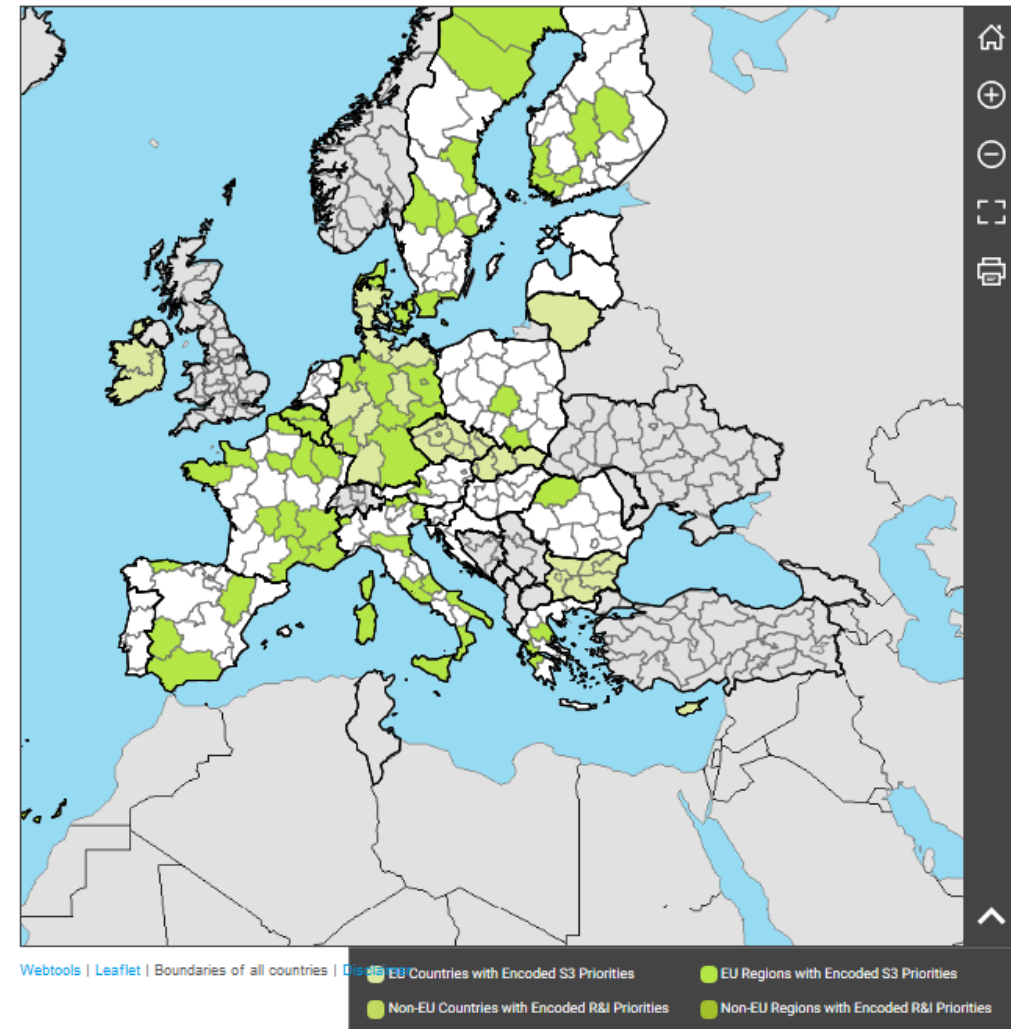 Webtools | Leaflet | Boundaries of all countries | Disclaimer
EU Countries with Encoded S3 Priorities
EU Regions with Encoded S3 Priorities
Non-EU Countries with Encoded R&I Priorities
Non-EU Regions with Encoded R&I Priorities